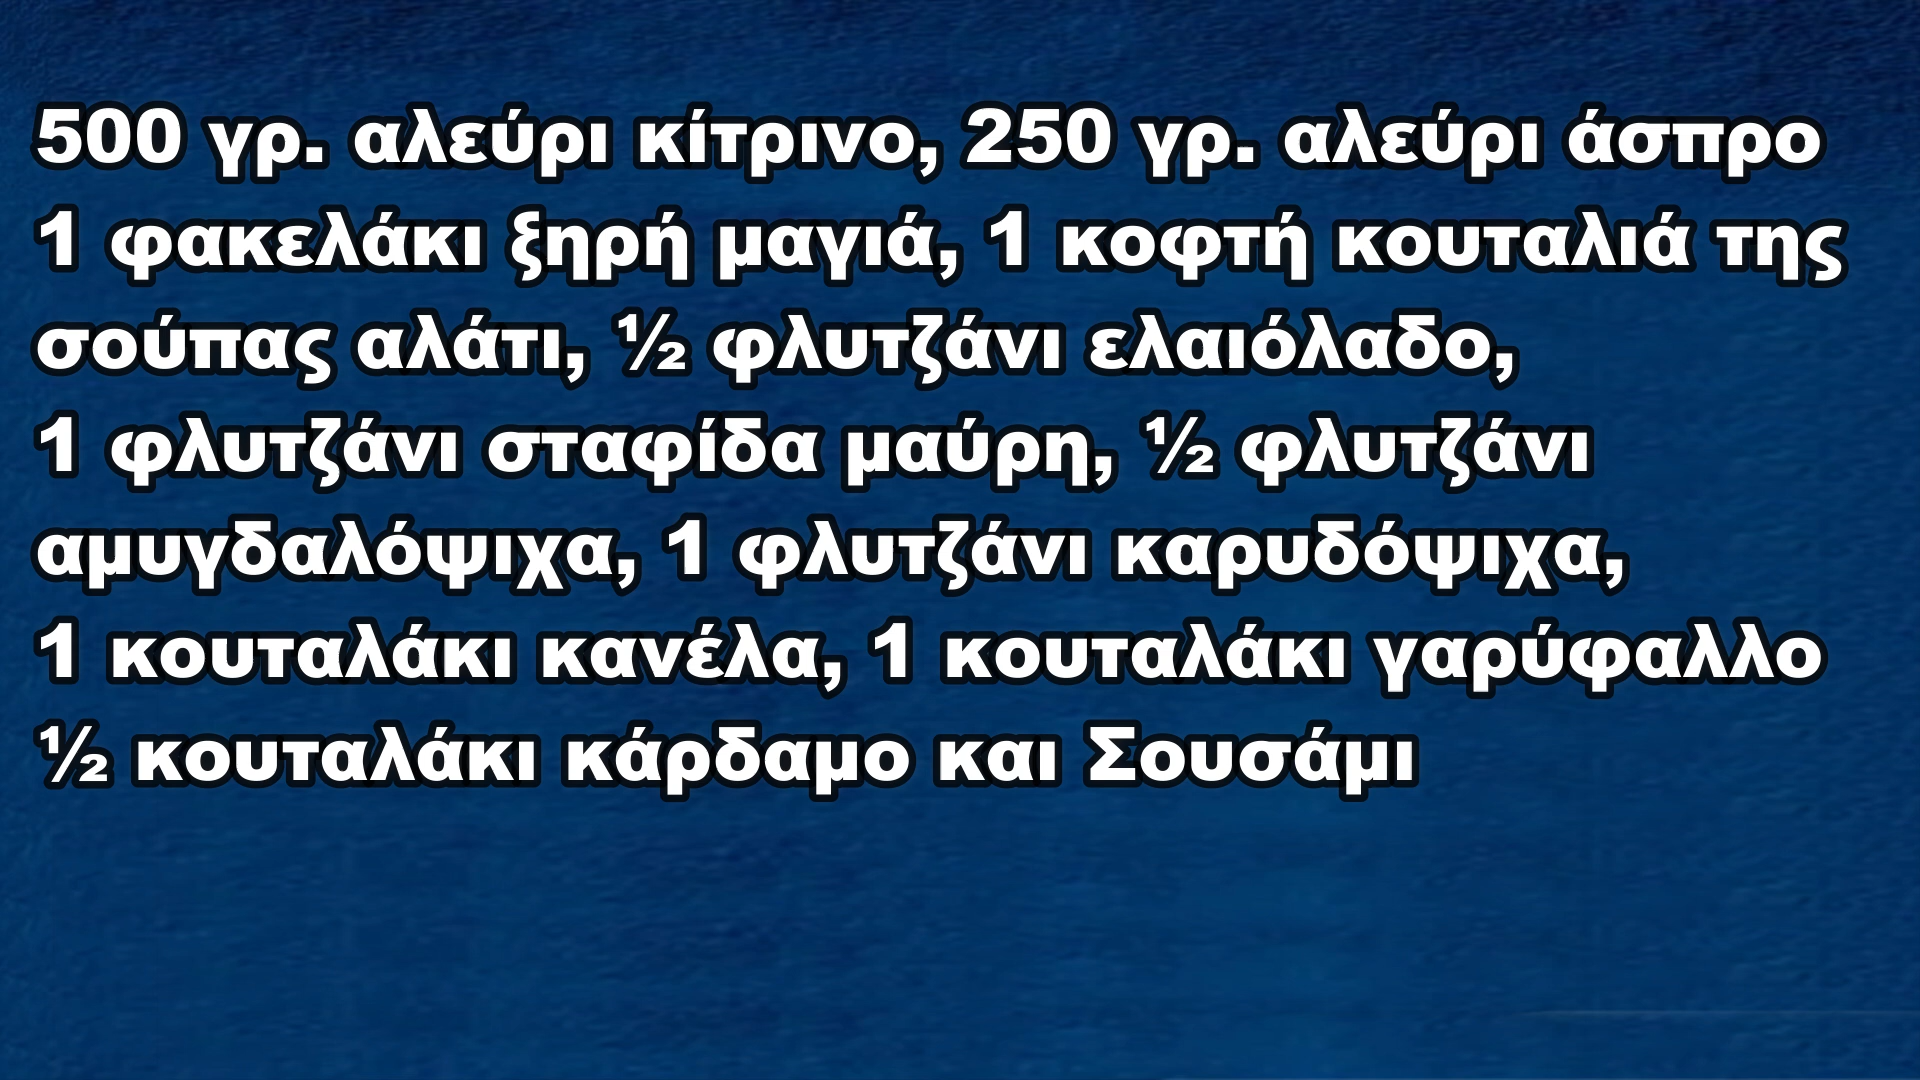 500 γρ. αλεύρι κίτρινο, 250 γρ. αλεύρι άσπρο
1 φακελάκι ξηρή μαγιά, 1 κοφτή κουταλιά της
σούπας αλάτι, ½ φλυτζάνι ελαιόλαδο,
1 φλυτζάνι σταφίδα μαύρη, ½ φλυτζάνι
αμυγδαλόψιχα, 1 φλυτζάνι καρυδόψιχα,
1 κουταλάκι κανέλα, 1 κουταλάκι γαρύφαλλο
½ κουταλάκι κάρδαμο και Σουσάμι